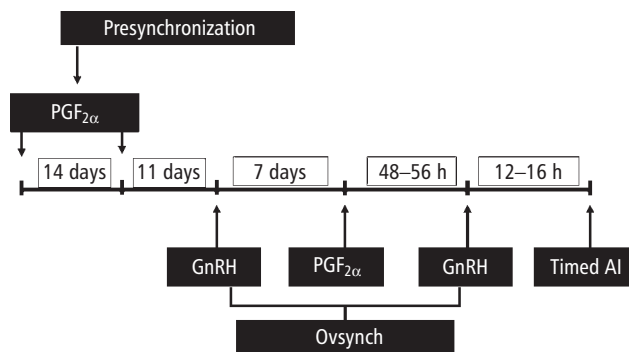 Presynchronization
PGF₂α
14 days
11 days
7 days
48–56 h
12–16 h
GnRH
PGF₂α
GnRH
Timed AI
Ovsynch